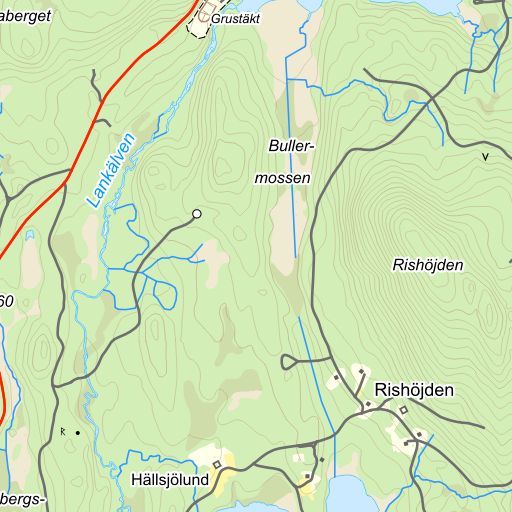 aberget
Grustäkt
Buller-
mossen
Lankälven
Rishöjden
60
Rishöjden
Hällsjölund
bergs-